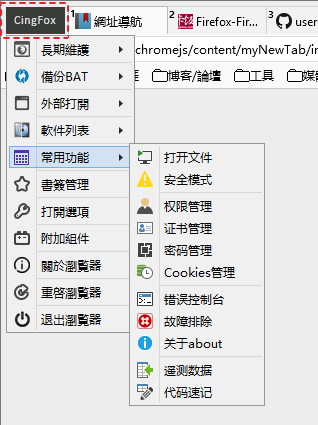 CingFox
1
網址導航
2
Firefox-Fir...
3
user
chromejs/content/myNewTab/in
博客/論壇
工具
長期維護
備份BAT
外部打開
軟件列表
常用功能
書簽管理
打開選項
附加組件
關於瀏覽器
重啓瀏覽器
退出瀏覽器
打开文件
安全模式
权限管理
证书管理
密码管理
Cookies管理
错误控制台
故障排除
关于about
遥测数据
代码速记